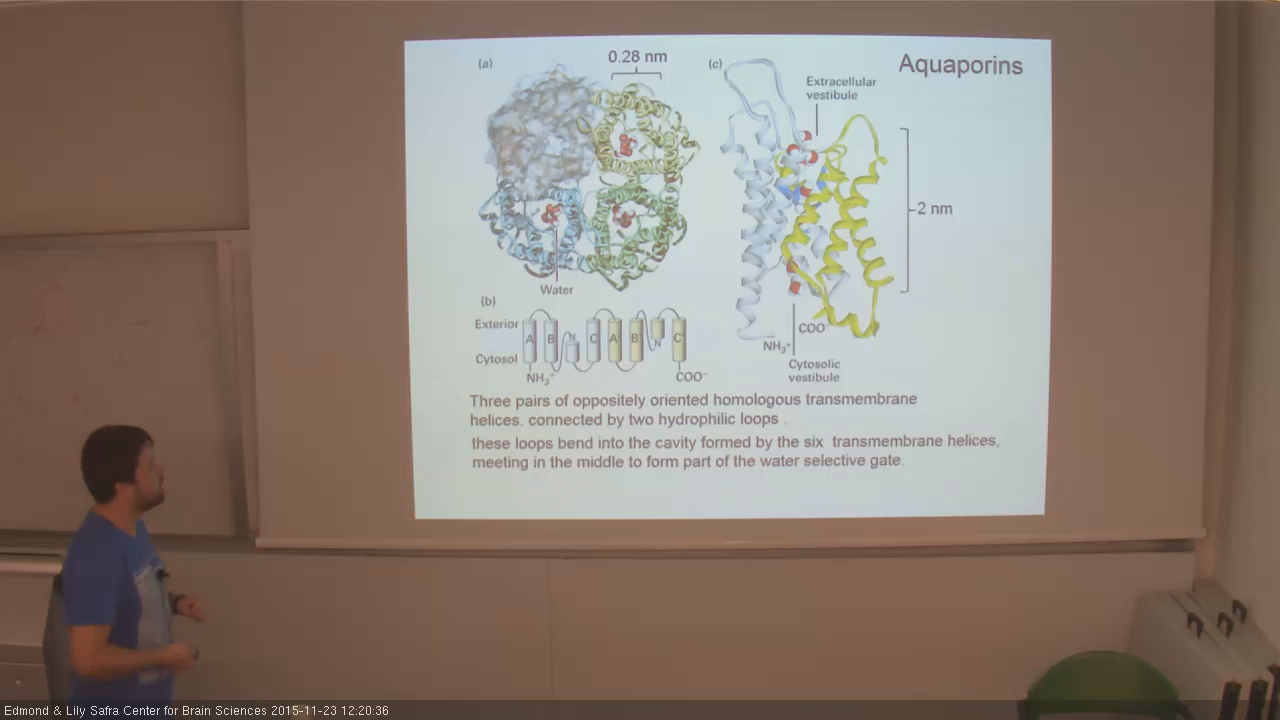 Aquaporins
(a)
0.28 nm
Water
(c)
Extracellular
vestibule
2 nm
COO⁻
NH₃⁺
Cytosolic
vestibule
(b)
Exterior
A B N C A' B' N C'
Cytosol
NH₃⁺
COO⁻
Three pairs of oppositely oriented homologous transmembrane
helices, connected by two hydrophilic loops .
these loops bend into the cavity formed by the six transmembrane helices,
meeting in the middle to form part of the water selective gate.
Edmond & Lily Safra Center for Brain Sciences 2015-11-23 12:20:36